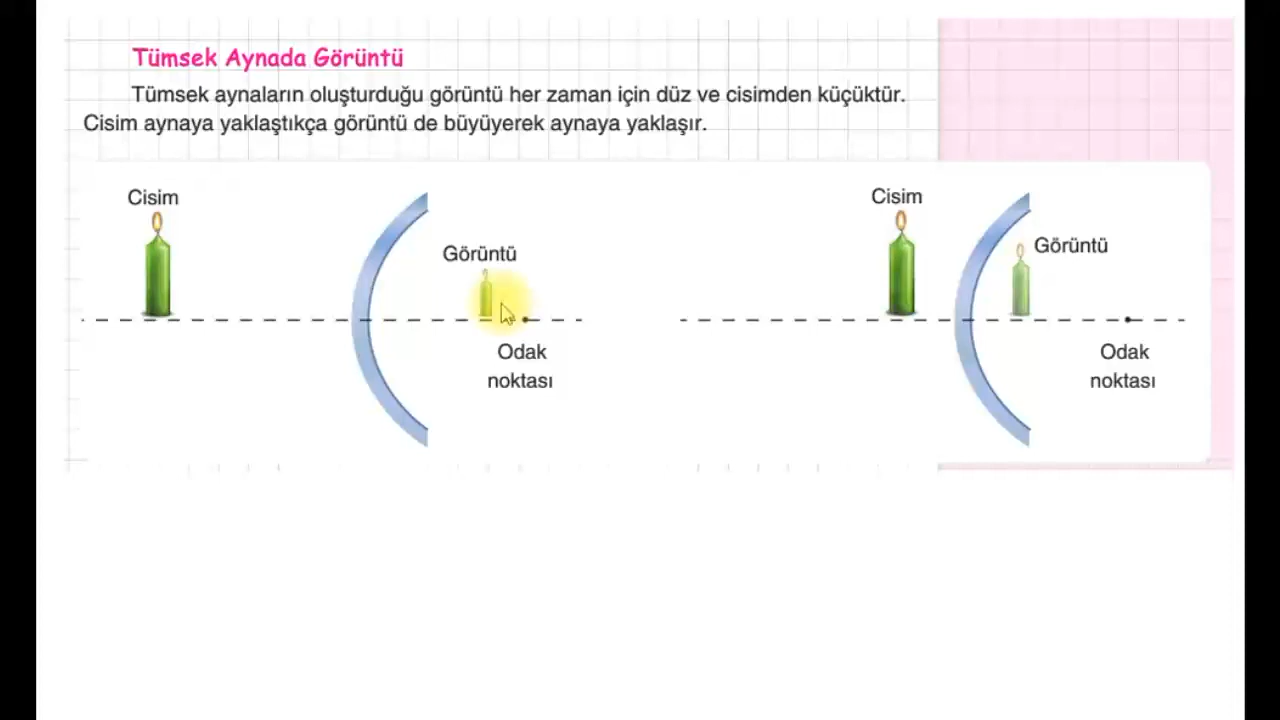 Tümsek Aynada Görüntü
Tümsek aynaların oluşturduğu görüntü her zaman için düz ve cisimden küçüktür.
Cisim aynaya yaklaştıkça görüntü de büyüyerek aynaya yaklaşır.
Cisim
Görüntü
Odak
noktası
Cisim
Görüntü
Odak
noktası